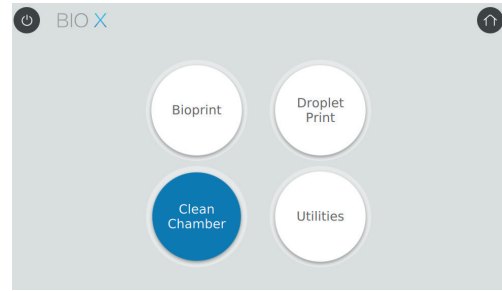 BIO X
Bioprint
Droplet
Print
Clean
Chamber
Utilities